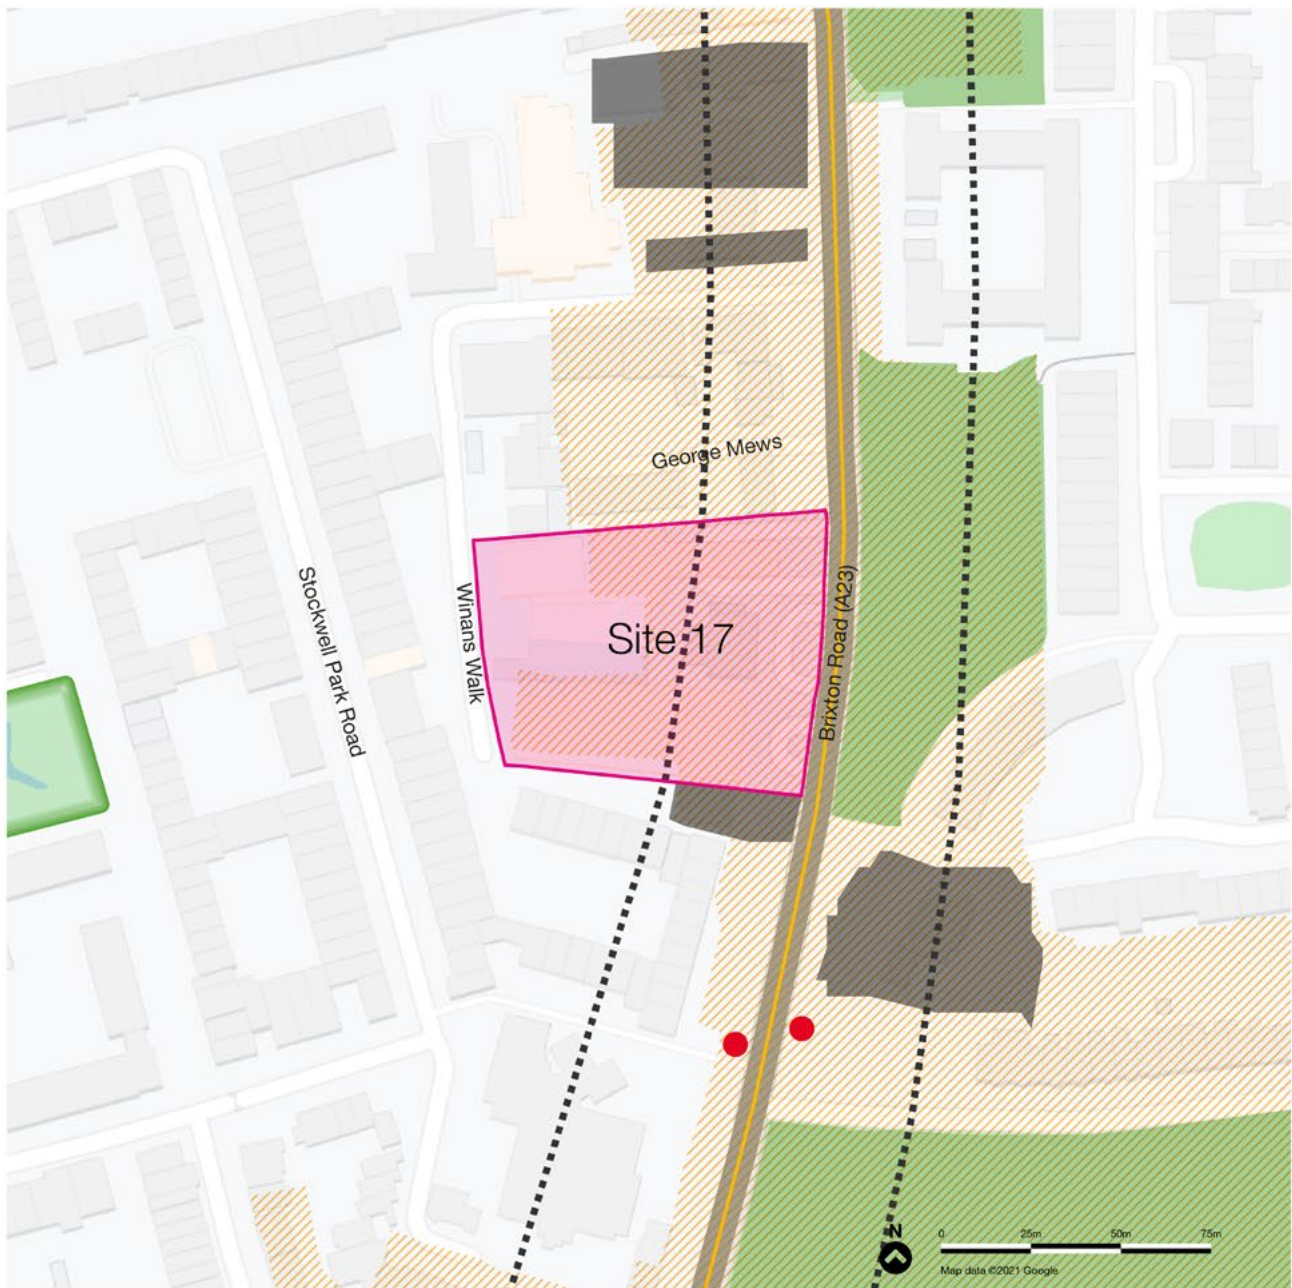 George Mews
Site 17
Winans Walk
Stockwell Park Road
Brixton Road (A23)
N
0 25m 50m 75m
Map data ©2021 Google